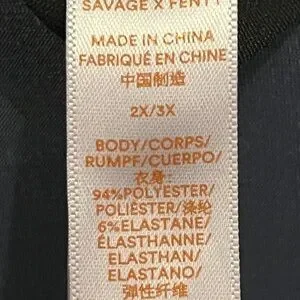 SAVAGE X FENTY
MADE IN CHINA
FABRIQUÉ EN CHINE
中国制造
2X/3X
BODY/CORPS/
RUMPF/CUERPO/
衣身:
94%POLYESTER/
POLIÉSTER/涤纶
6%ELASTANE/
ÉLASTHANNE/
ELASTHAN/
ELASTANO/
弹性纤维